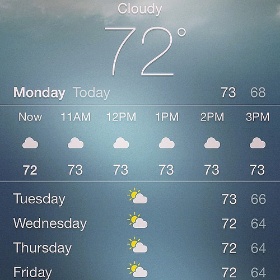 Cloudy
72°
Monday Today 73 68
Now 11AM 12PM 1PM 2PM 3PM
72 73 73 73 73 73
Tuesday 73 66
Wednesday 72 64
Thursday 72 64
Friday 72 64